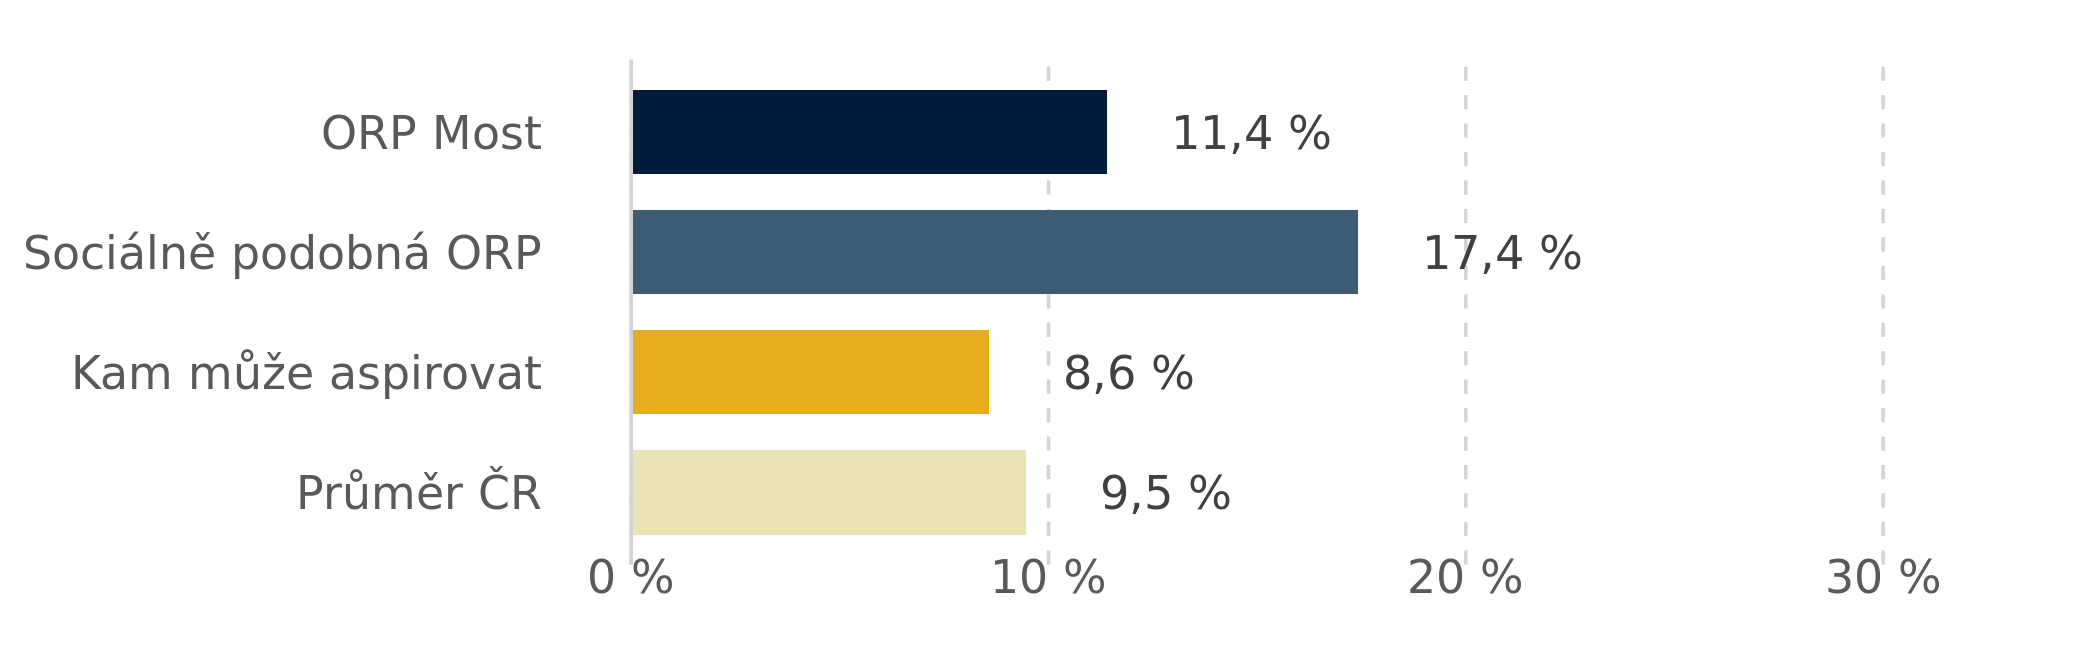 ORP Most 11,4 %
Sociálně podobná ORP 17,4 %
Kam může aspirovat 8,6 %
Průměr ČR 9,5 %
0 % 10 % 20 % 30 %